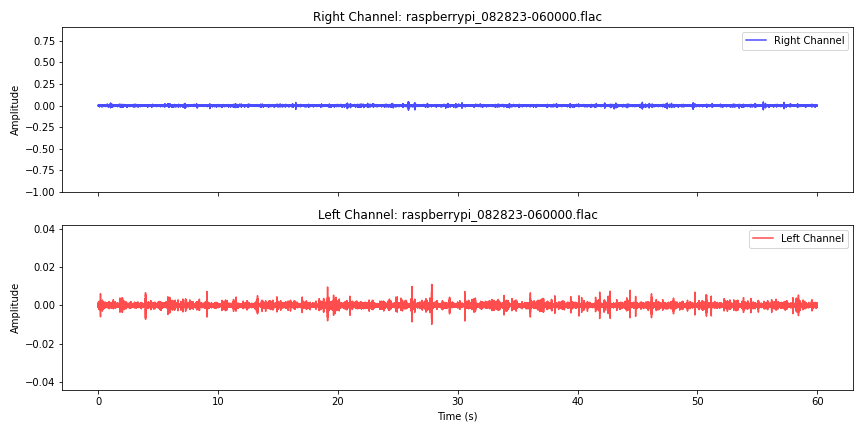 Right Channel: raspberrypi_082823-060000.flac
Right Channel
Amplitude
0.75
0.50
0.25
0.00
−0.25
−0.50
−0.75
−1.00
Left Channel: raspberrypi_082823-060000.flac
Left Channel
Amplitude
0.04
0.02
0.00
−0.02
−0.04
0 10 20 30 40 50 60
Time (s)